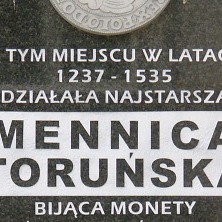 TYM MIEJSCU W LATAC
1237 - 1535
DZIAŁAŁA NAJSTARSZA
MENNICA
TORUŃSKA
BIJĄCA MONETY